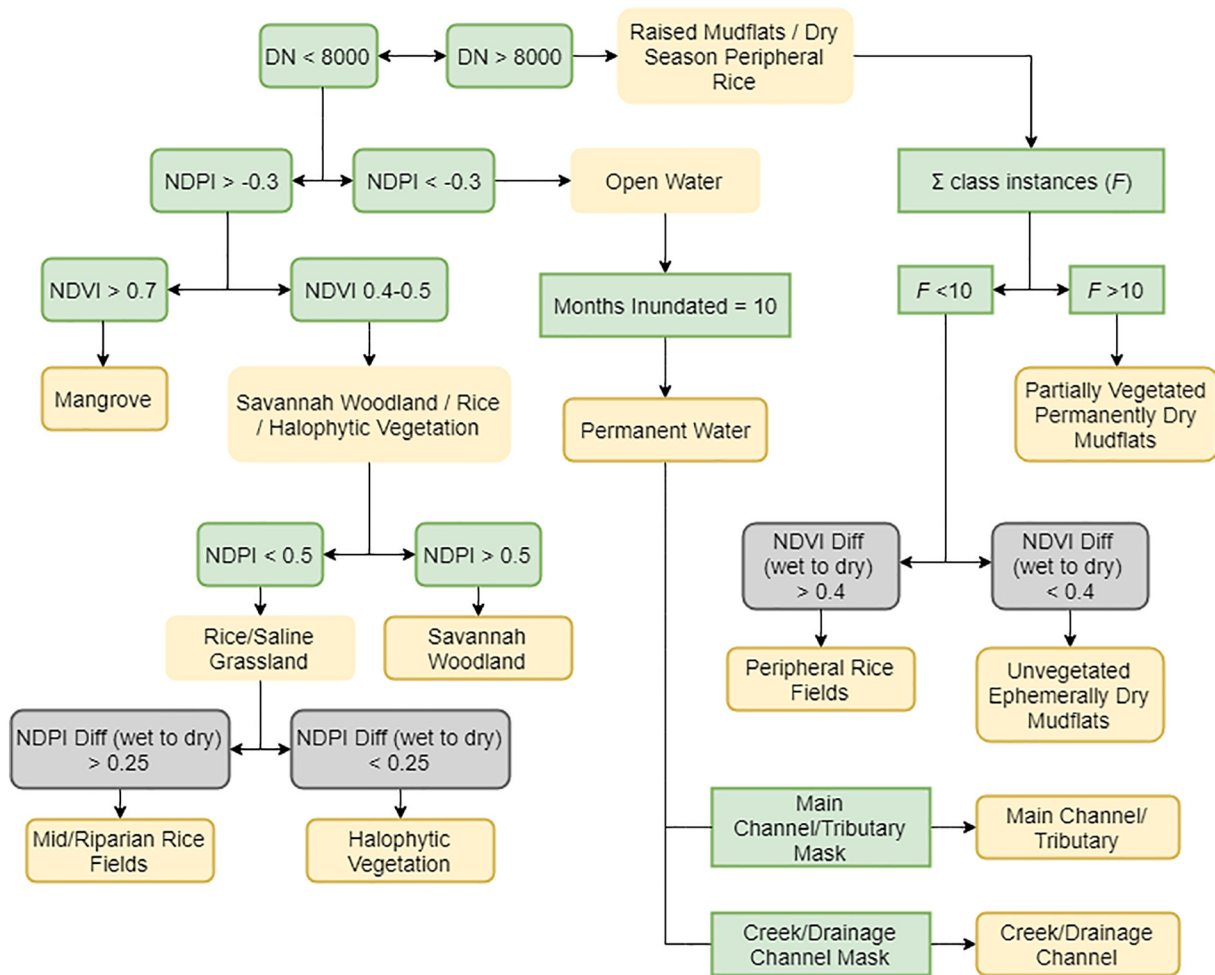 DN < 8000
DN > 8000
Raised Mudflats / Dry
Season Peripheral
Rice
NDPI > -0.3
NDPI < -0.3
Open Water
Σ class instances (F)
NDVI > 0.7
NDVI 0.4-0.5
Months Inundated = 10
F <10
F >10
Mangrove
Savannah Woodland / Rice
/ Halophytic Vegetation
Permanent Water
Partially Vegetated
Permanently Dry
Mudflats
NDPI < 0.5
NDPI > 0.5
NDVI Diff
(wet to dry)
> 0.4
NDVI Diff
(wet to dry)
< 0.4
Rice/Saline
Grassland
Savannah
Woodland
Peripheral Rice
Fields
Unvegetated
Ephemerally Dry
Mudflats
NDPI Diff (wet to dry)
> 0.25
NDPI Diff (wet to dry)
< 0.25
Mid/Riparian Rice
Fields
Halophytic
Vegetation
Main
Channel/Tributary
Mask
Main Channel/
Tributary
Creek/Drainage
Channel Mask
Creek/Drainage
Channel